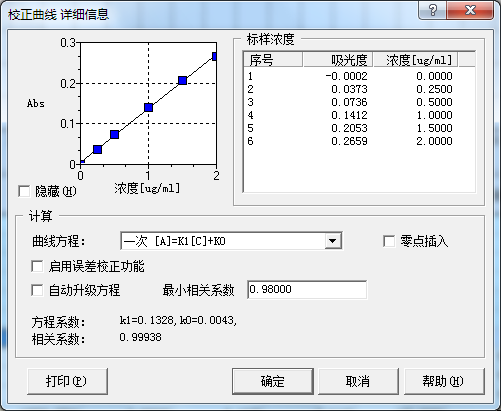 校正曲线 详细信息
0.3
0.2
Abs
0.1
0
0 1 2
浓度[ug/ml]
隐藏(H)
标样浓度
序号 吸光度 浓度[ug/ml]
1 -0.0002 0.0000
2 0.0373 0.2500
3 0.0736 0.5000
4 0.1412 1.0000
5 0.2053 1.5000
6 0.2659 2.0000
计算
曲线方程: 一次 [A]=K1[C]+K0 零点插入
启用误差校正功能
自动升级方程 最小相关系数 0.98000
方程系数: k1=0.1328, k0=0.0043,
相关系数: 0.99938
打印(P) 确定 取消 帮助(H)